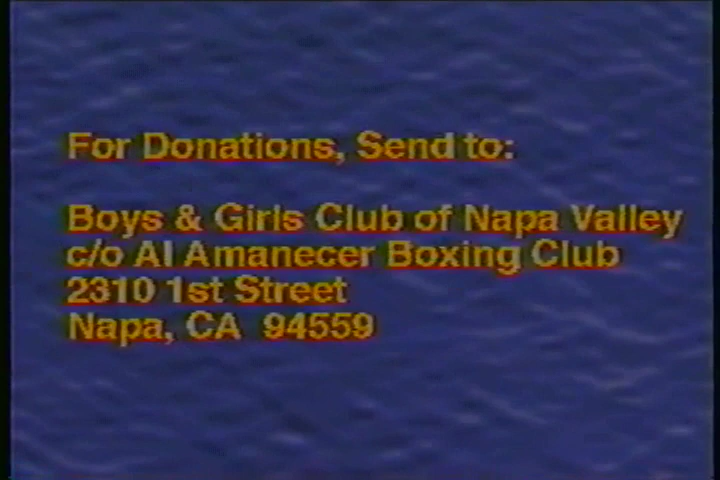 For Donations, Send to:
Boys & Girls Club of Napa Valley
c/o Al Amanecer Boxing Club
2310 1st Street
Napa, CA 94559